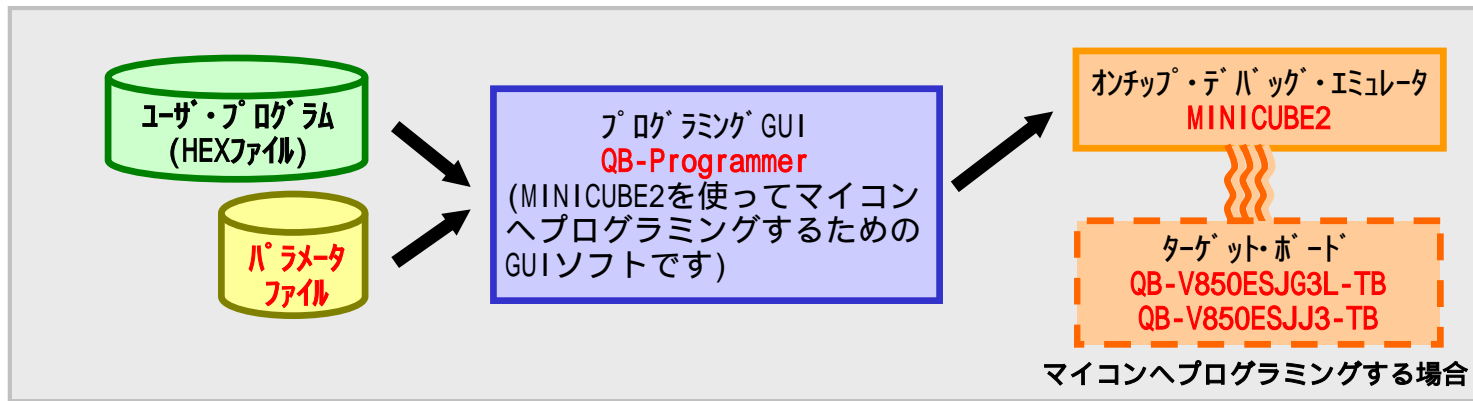 ユーザ・プログラム
(HEXファイル)
パラメータ
ファイル
プログラミングGUI
QB-Programmer
(MINICUBE2を使ってマイコン
へプログラミングするための
GUIソフトです)
オンチップ・デバッグ・エミュレータ
MINICUBE2
ターゲット・ボード
QB-V850ESJG3L-TB
QB-V850ESJJ3-TB
マイコンへプログラミングする場合